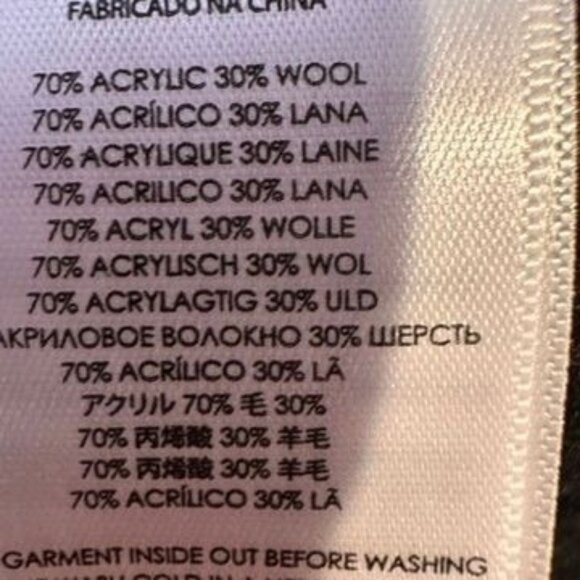 FABRICADO NA CHINA
70% ACRYLIC 30% WOOL
70% ACRÍLICO 30% LANA
70% ACRYLIQUE 30% LAINE
70% ACRILICO 30% LANA
70% ACRYL 30% WOLLE
70% ACRYLISCH 30% WOL
70% ACRYLAGTIG 30% ULD
АКРИЛОВОЕ ВОЛОКНО 30% ШЕРСТЬ
70% ACRÍLICO 30% LÃ
アクリル 70% 毛 30%
70% 丙烯酸 30% 羊毛
70% 丙烯酸 30% 羊毛
70% ACRÍLICO 30% LÃ
GARMENT INSIDE OUT BEFORE WASHING